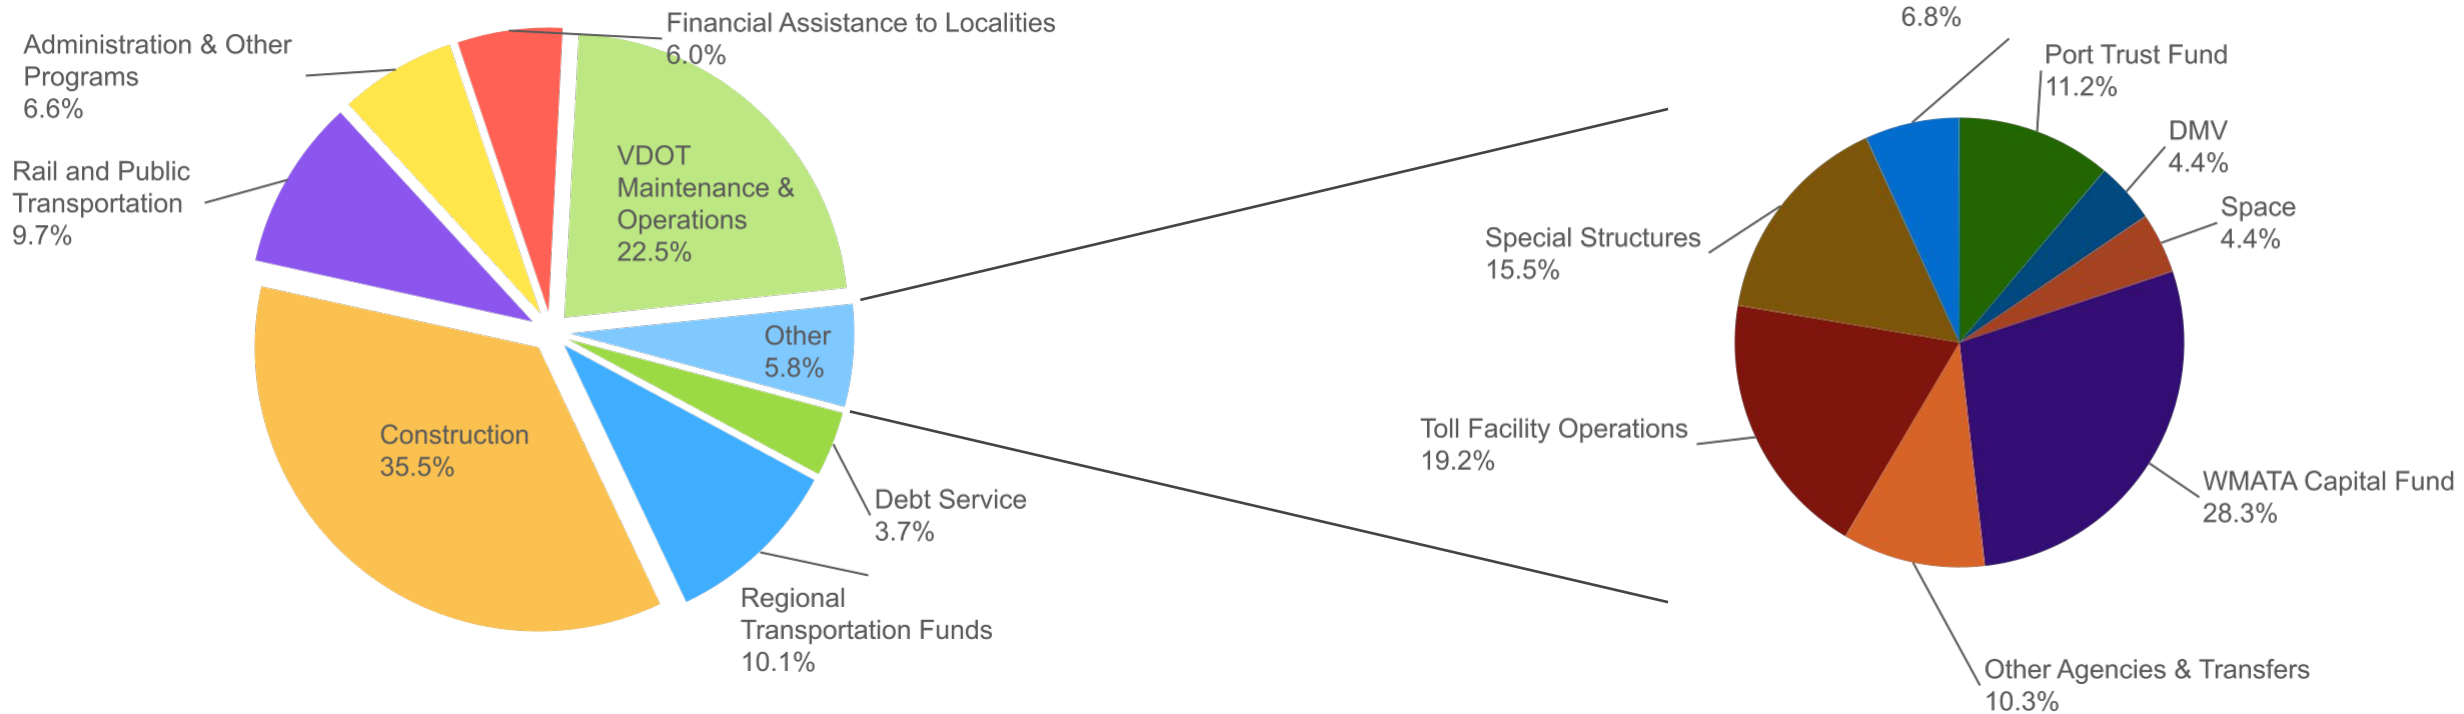 Financial Assistance to Localities
6.0%
Administration & Other
Programs
6.6%
Rail and Public
Transportation
9.7%
VDOT
Maintenance &
Operations
22.5%
Other
5.8%
Construction
35.5%
Debt Service
3.7%
Regional
Transportation Funds
10.1%
6.8%
Port Trust Fund
11.2%
DMV
4.4%
Space
4.4%
Special Structures
15.5%
Toll Facility Operations
19.2%
WMATA Capital Fund
28.3%
Other Agencies & Transfers
10.3%